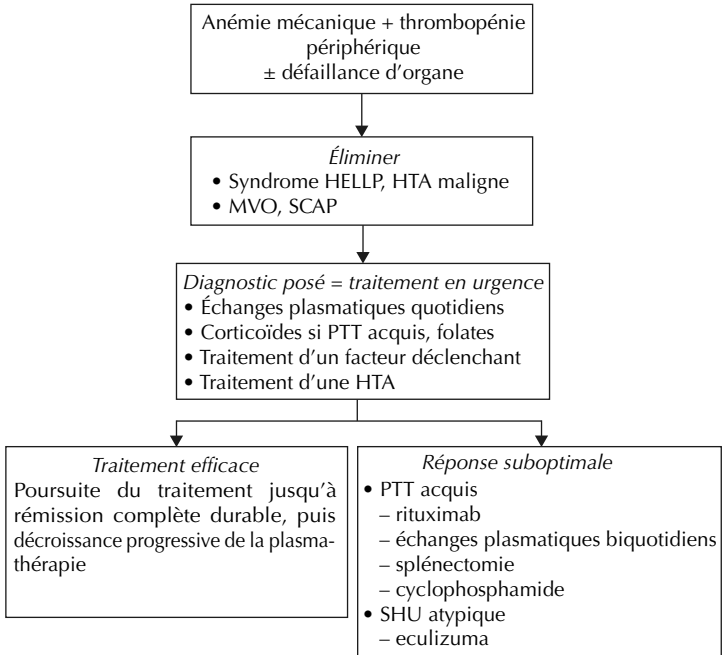 Anémie mécanique + thrombopénie
périphérique
± défaillance d'organe
Éliminer
• Syndrome HELLP, HTA maligne
• MVO, SCAP
Diagnostic posé = traitement en urgence
• Échanges plasmatiques quotidiens
• Corticoïdes si PTT acquis, folates
• Traitement d'un facteur déclenchant
• Traitement d'une HTA
Traitement efficace
Poursuite du traitement jusqu'à
rémission complète durable, puis
décroissance progressive de la plasma-
thérapie
Réponse suboptimale
• PTT acquis
– rituximab
– échanges plasmatiques biquotidiens
– splénectomie
– cyclophosphamide
• SHU atypique
– eculizuma